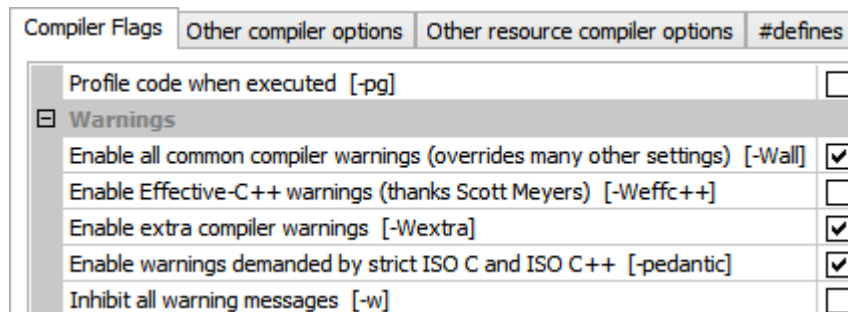 Compiler Flags Other compiler options Other resource compiler options #defines
Profile code when executed [-pg]
Warnings
Enable all common compiler warnings (overrides many other settings) [-Wall]
Enable Effective-C++ warnings (thanks Scott Meyers) [-Weffc++]
Enable extra compiler warnings [-Wextra]
Enable warnings demanded by strict ISO C and ISO C++ [-pedantic]
Inhibit all warning messages [-w]